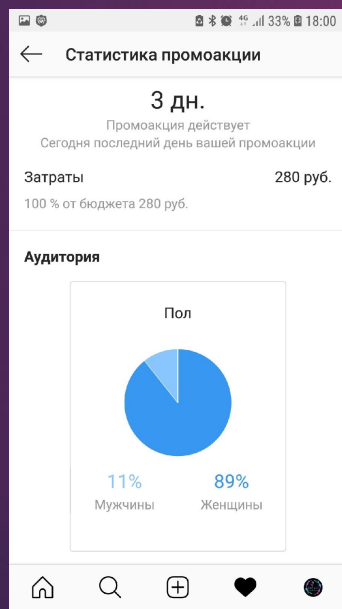 4G 33% 18:00
Статистика промоакции
3 дн.
Промоакция действует
Сегодня последний день вашей промоакции
Затраты 280 руб.
100 % от бюджета 280 руб.
Аудитория
Пол
11% 89%
Мужчины Женщины